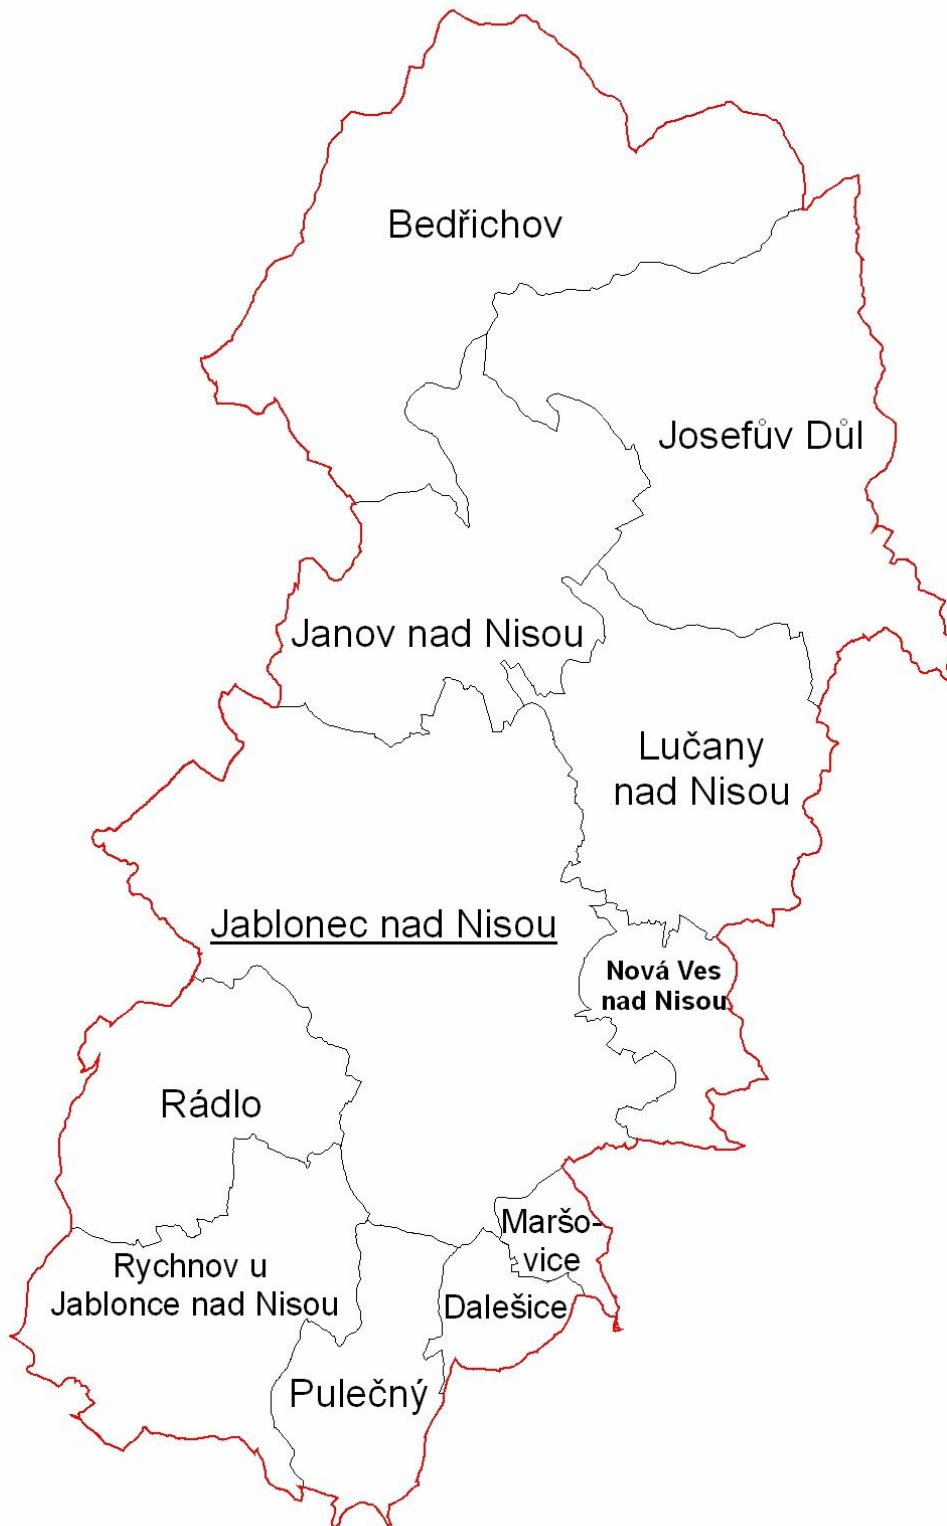 Bedřichov
Josefův Důl
Janov nad Nisou
Lučany
nad Nisou
Jablonec nad Nisou
Nová Ves
nad Nisou
Rádlo
Maršo-
vice
Rychnov u
Jablonce nad Nisou
Dalešice
Pulečný